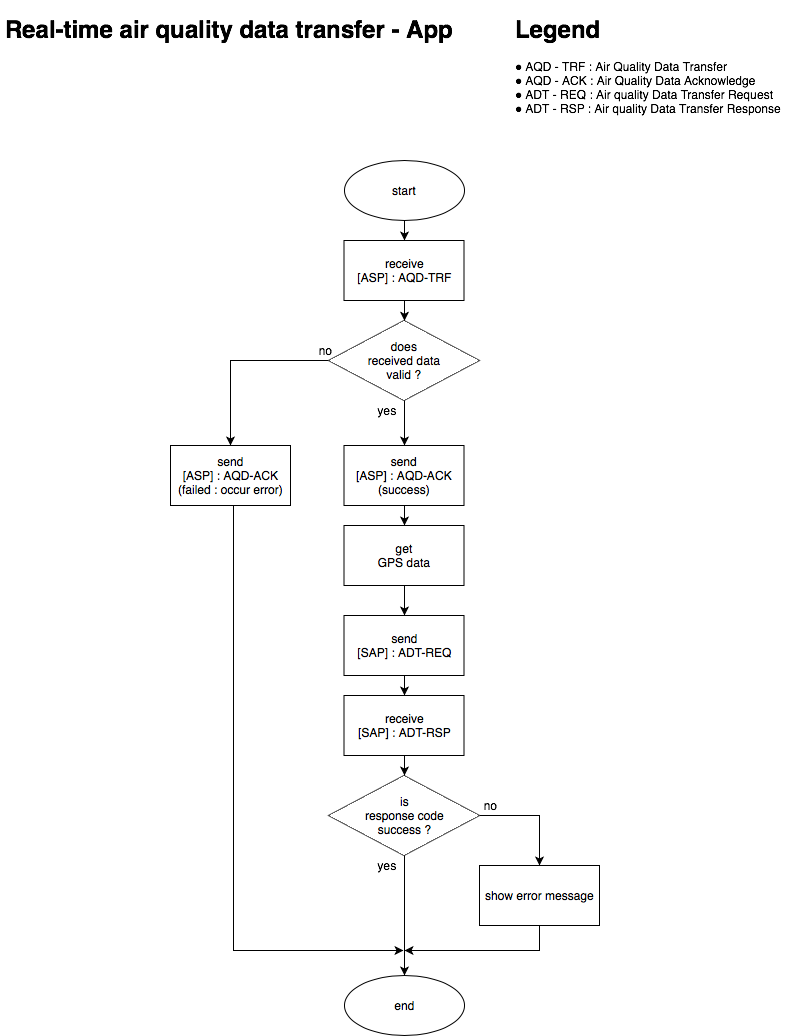 Real-time air quality data transfer - App
Legend
● AQD - TRF : Air Quality Data Transfer
● AQD - ACK : Air Quality Data Acknowledge
● ADT - REQ : Air quality Data Transfer Request
● ADT - RSP : Air quality Data Transfer Response
start
receive
[ASP] : AQD-TRF
does
received data
valid ?
no
yes
send
[ASP] : AQD-ACK
(failed : occur error)
send
[ASP] : AQD-ACK
(success)
get
GPS data
send
[SAP] : ADT-REQ
receive
[SAP] : ADT-RSP
is
response code
success ?
no
yes
show error message
end